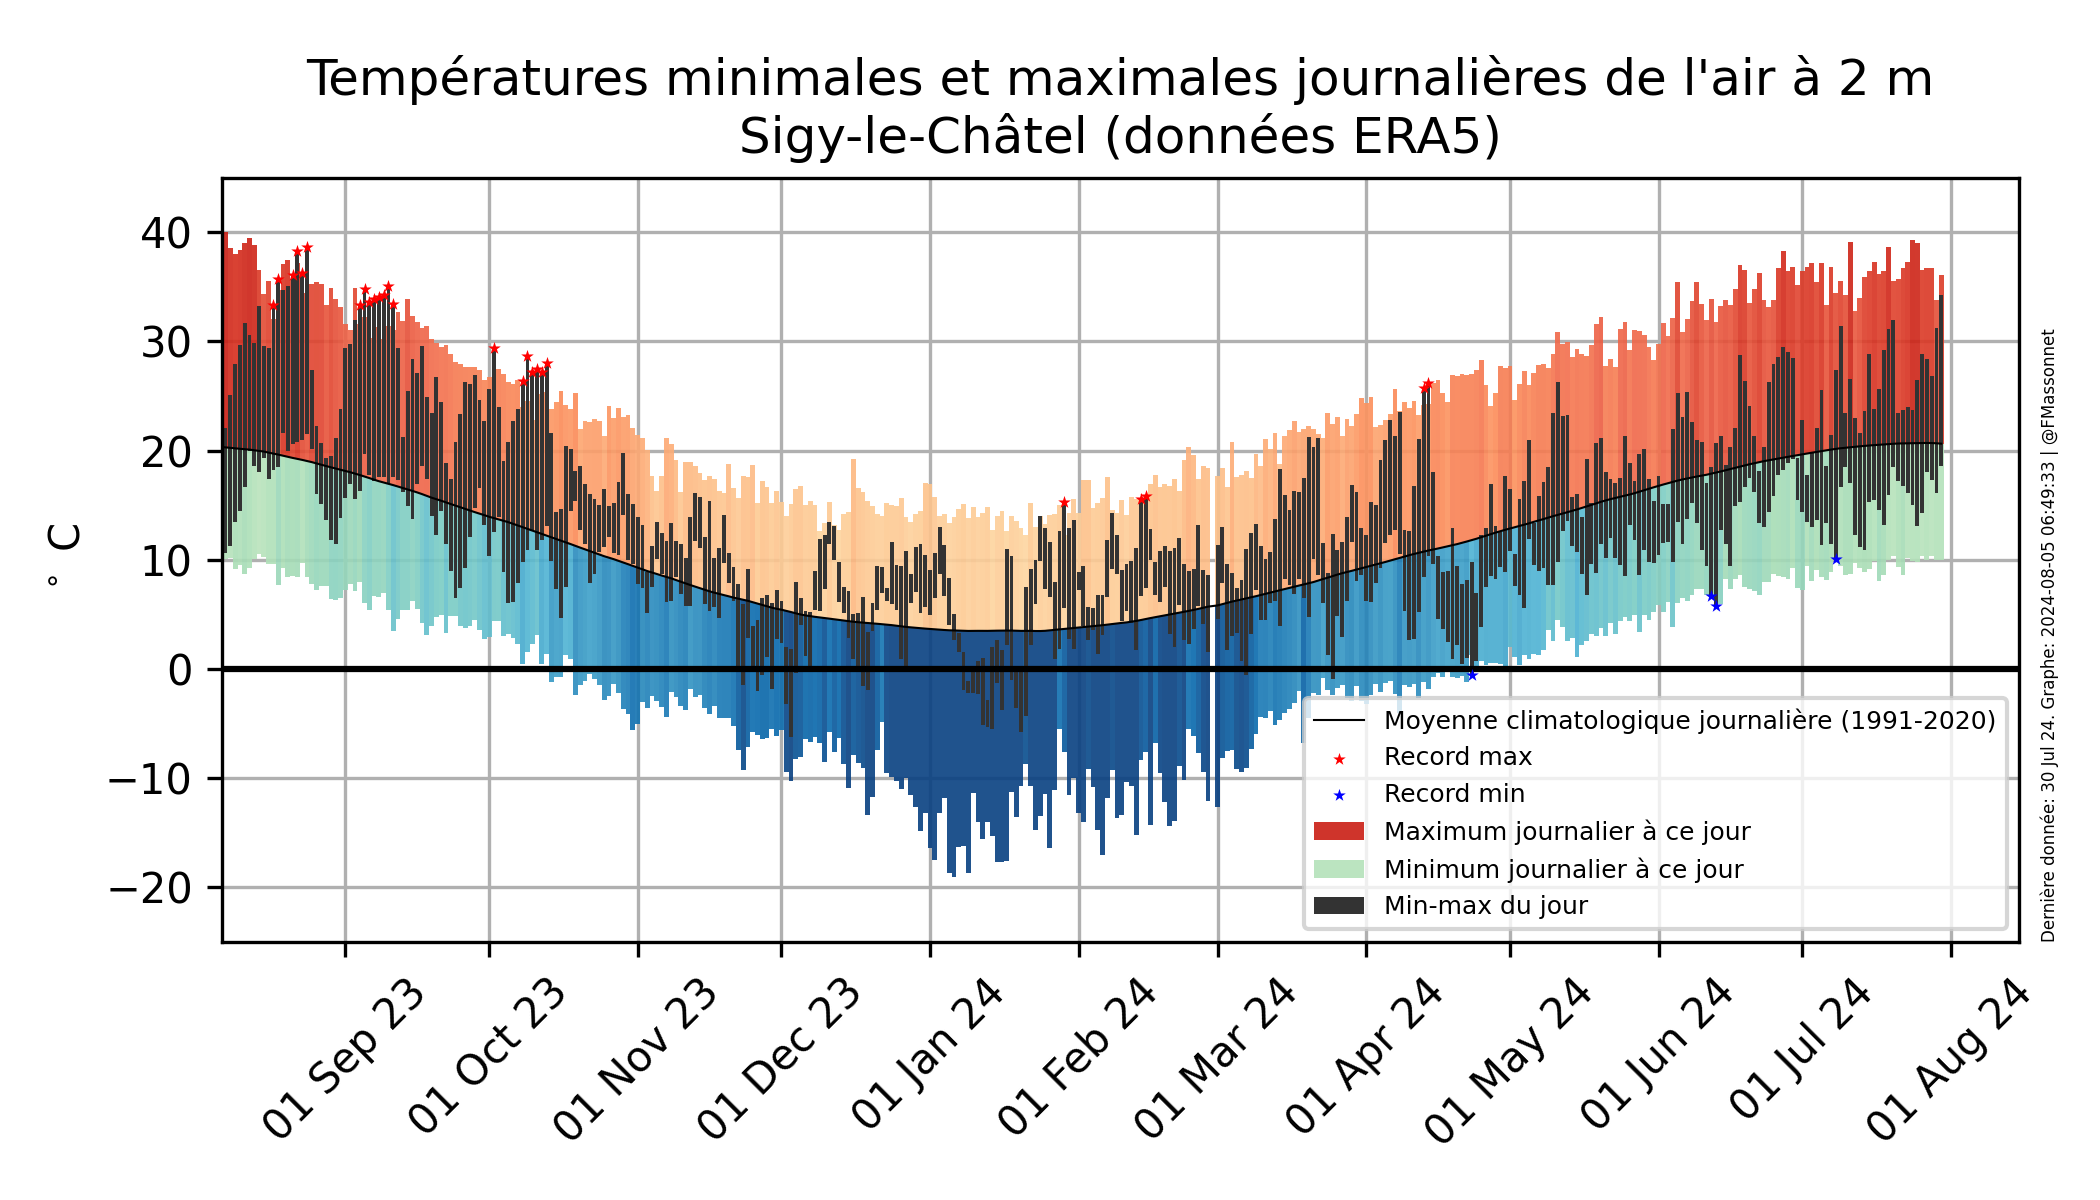 Températures minimales et maximales journalières de l'air à 2 m
Sigy-le-Châtel (données ERA5)
° C
40
30
20
10
0
−10
−20
01 Sep 23
01 Oct 23
01 Nov 23
01 Dec 23
01 Jan 24
01 Feb 24
01 Mar 24
01 Apr 24
01 May 24
01 Jun 24
01 Jul 24
01 Aug 24
Moyenne climatologique journalière (1991-2020)
Record max
Record min
Maximum journalier à ce jour
Minimum journalier à ce jour
Min-max du jour
Dernière donnée: 30 Jul 24. Graphe: 2024-08-05 06:49:33 | @FMassonnet